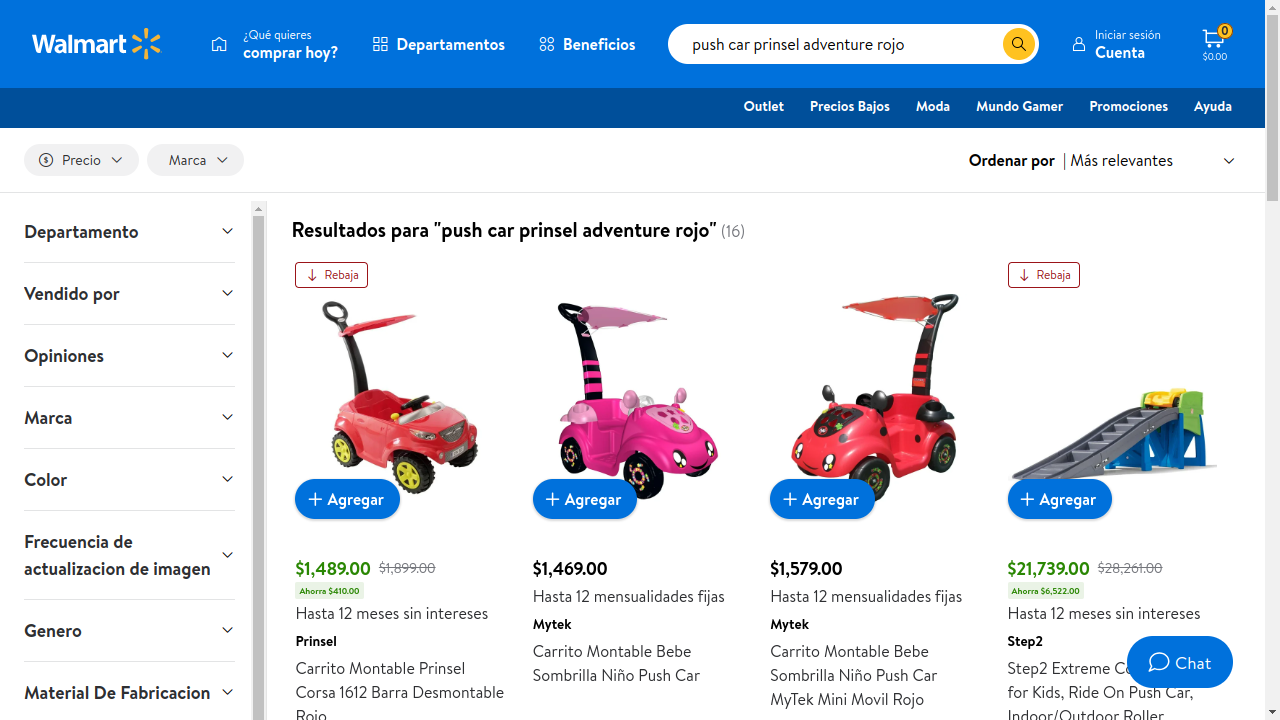 Walmart
¿Qué quieres
comprar hoy?
Departamentos
Beneficios
push car prinsel adventure rojo
Iniciar sesión
Cuenta
0
$0.00
Outlet
Precios Bajos
Moda
Mundo Gamer
Promociones
Ayuda
Precio
Marca
Ordenar por | Más relevantes
Departamento
Vendido por
Opiniones
Marca
Color
Frecuencia de
actualizacion de imagen
Genero
Material De Fabricacion
Resultados para "push car prinsel adventure rojo" (16)
Rebaja
Agregar
$1,489.00 $1,899.00
Ahorra $410.00
Hasta 12 meses sin intereses
Prinsel
Carrito Montable Prinsel
Corsa 1612 Barra Desmontable
Rojo
Agregar
$1,469.00
Hasta 12 mensualidades fijas
Mytek
Carrito Montable Bebe
Sombrilla Niño Push Car
Agregar
$1,579.00
Hasta 12 mensualidades fijas
Mytek
Carrito Montable Bebe
Sombrilla Niño Push Car
MyTek Mini Movil Rojo
Rebaja
Agregar
$21,739.00 $28,261.00
Ahorra $6,522.00
Hasta 12 meses sin intereses
Step2
Step2 Extreme
for Kids, Ride On Push Car,
Indoor/Outdoor Roller
Chat